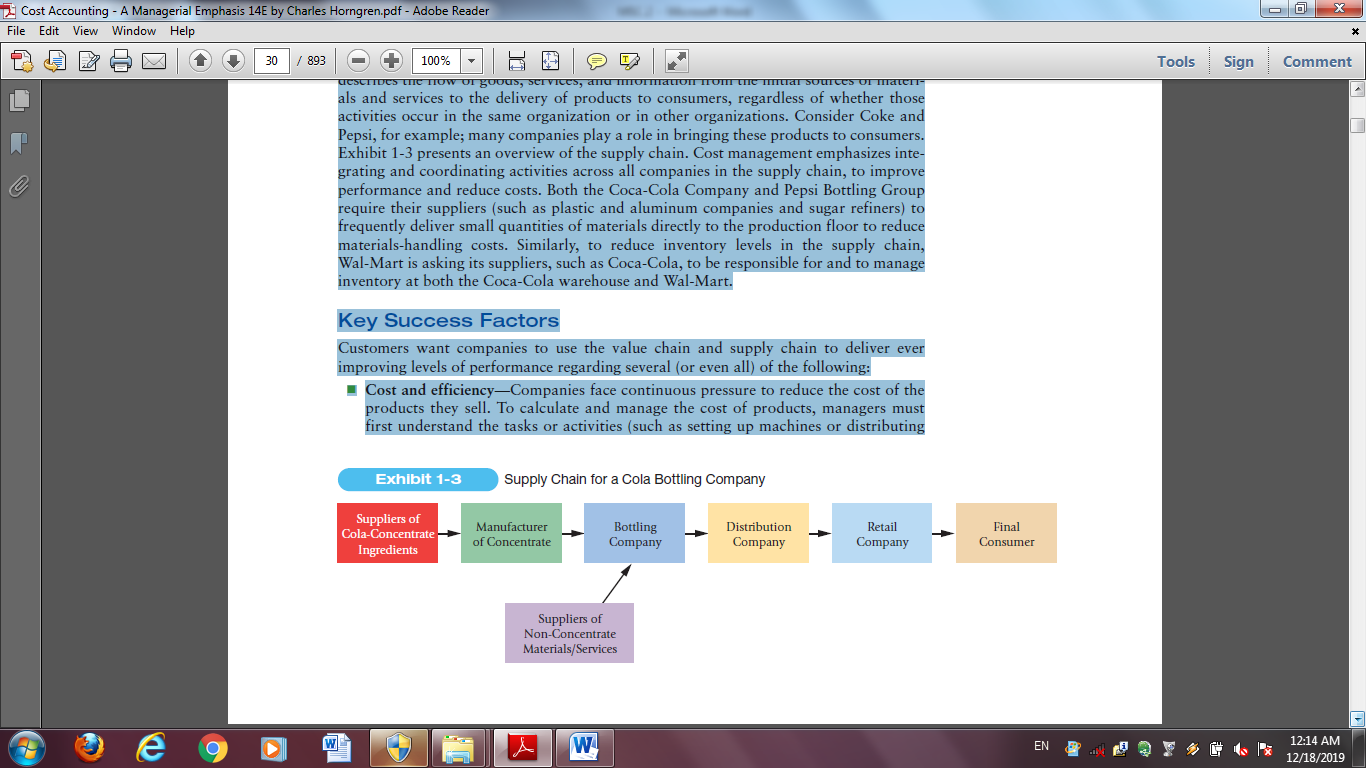 Cost Accounting - A Managerial Emphasis 14E by Charles Horngren.pdf - Adobe Reader
File Edit View Window Help
30 / 893 100% Tools Sign Comment
describes the flow of goods, services, and information from the initial sources of materi-
als and services to the delivery of products to consumers, regardless of whether those
activities occur in the same organization or in other organizations. Consider Coke and
Pepsi, for example; many companies play a role in bringing these products to consumers.
Exhibit 1-3 presents an overview of the supply chain. Cost management emphasizes inte-
grating and coordinating activities across all companies in the supply chain, to improve
performance and reduce costs. Both the Coca-Cola Company and Pepsi Bottling Group
require their suppliers (such as plastic and aluminum companies and sugar refiners) to
frequently deliver small quantities of materials directly to the production floor to reduce
materials-handling costs. Similarly, to reduce inventory levels in the supply chain,
Wal-Mart is asking its suppliers, such as Coca-Cola, to be responsible for and to manage
inventory at both the Coca-Cola warehouse and Wal-Mart.
Key Success Factors
Customers want companies to use the value chain and supply chain to deliver ever
improving levels of performance regarding several (or even all) of the following:
Cost and efficiency—Companies face continuous pressure to reduce the cost of the
products they sell. To calculate and manage the cost of products, managers must
first understand the tasks or activities (such as setting up machines or distributing
Exhibit 1-3 Supply Chain for a Cola Bottling Company
Suppliers of
Cola-Concentrate
Ingredients
Manufacturer
of Concentrate
Bottling
Company
Distribution
Company
Retail
Company
Final
Consumer
Suppliers of
Non-Concentrate
Materials/Services
EN
12:14 AM
12/18/2019